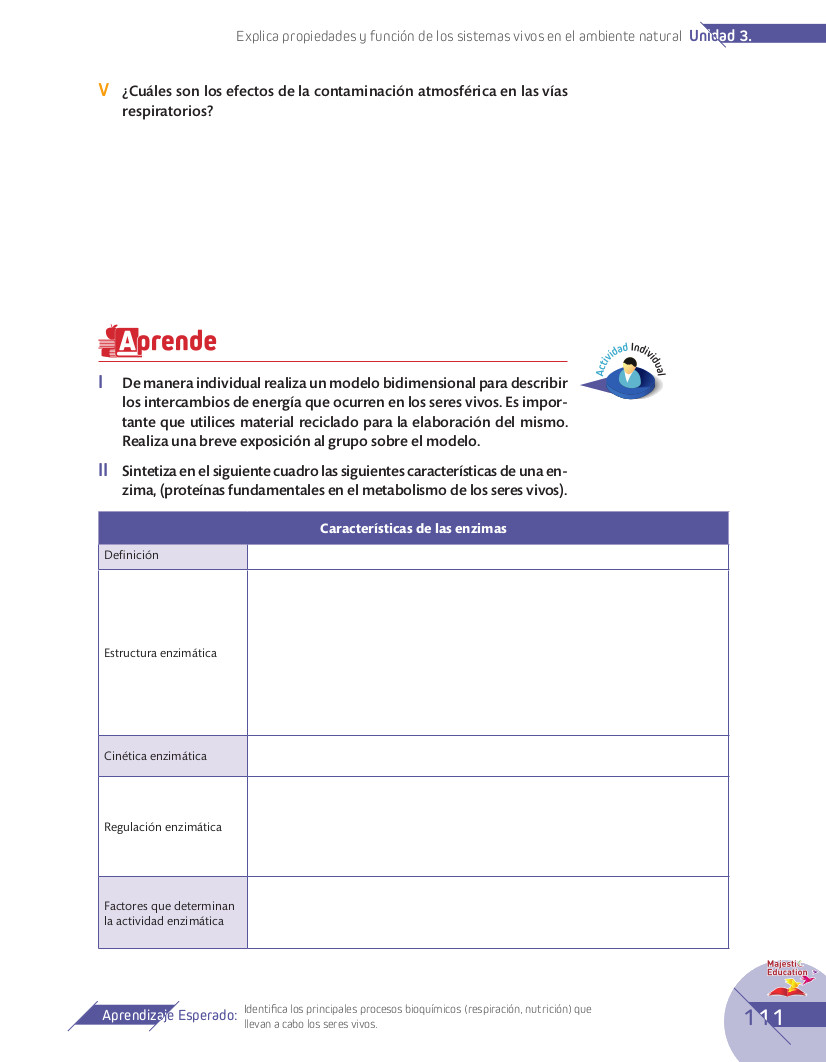 Explica propiedades y función de los sistemas vivos en el ambiente natural Unidad 3.
V ¿Cuáles son los efectos de la contaminación atmosférica en las vías
respiratorios?
Aprende
Actividad Individual
I De manera individual realiza un modelo bidimensional para describir
los intercambios de energía que ocurren en los seres vivos. Es impor-
tante que utilices material reciclado para la elaboración del mismo.
Realiza una breve exposición al grupo sobre el modelo.
II Sintetiza en el siguiente cuadro las siguientes características de una en-
zima, (proteínas fundamentales en el metabolismo de los seres vivos).
Características de las enzimas
Definición
Estructura enzimática
Cinética enzimática
Regulación enzimática
Factores que determinan
la actividad enzimática
Majestic
Education
Aprendizaje Esperado: Identifica los principales procesos bioquímicos (respiración, nutrición) que
llevan a cabo los seres vivos.
111